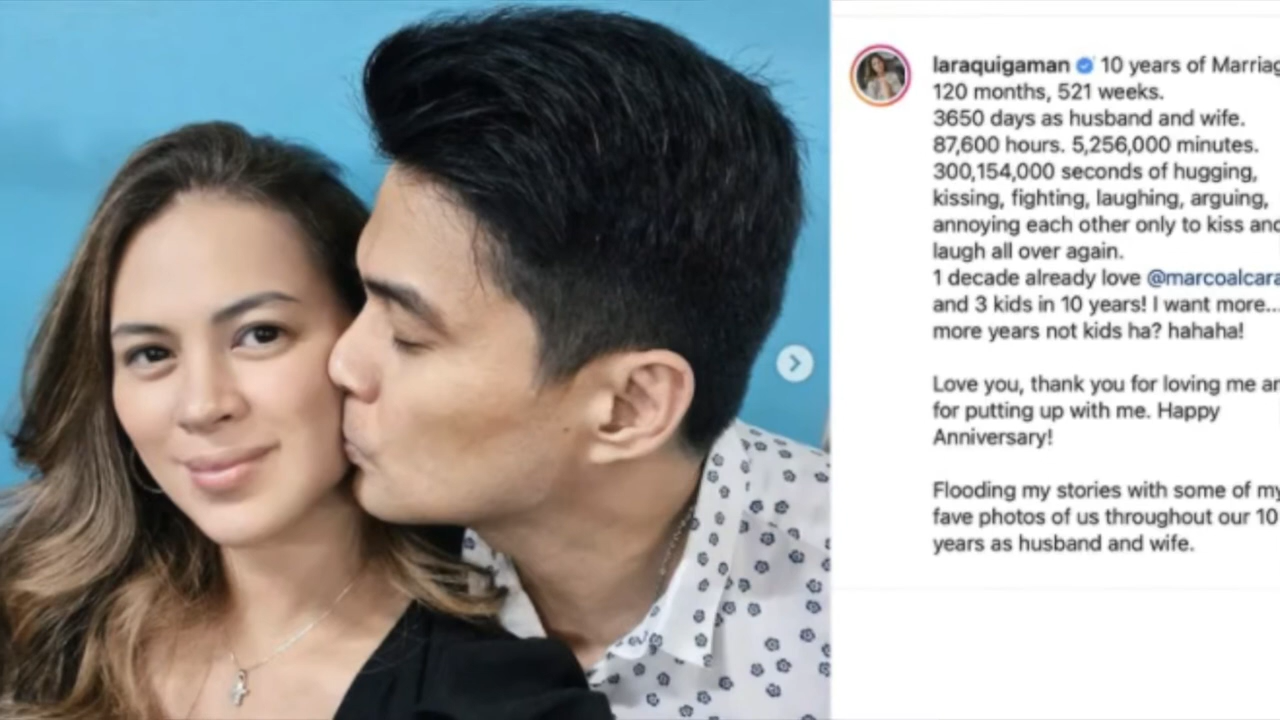 laraquigaman 10 years of Marriag
120 months, 521 weeks.
3650 days as husband and wife.
87,600 hours. 5,256,000 minutes.
300,154,000 seconds of hugging,
kissing, fighting, laughing, arguing,
annoying each other only to kiss and
laugh all over again.
1 decade already love @marcoalcara
and 3 kids in 10 years! I want more...
more years not kids ha? hahaha!
Love you, thank you for loving me an
for putting up with me. Happy
Anniversary!
Flooding my stories with some of my
fave photos of us throughout our 10
years as husband and wife.